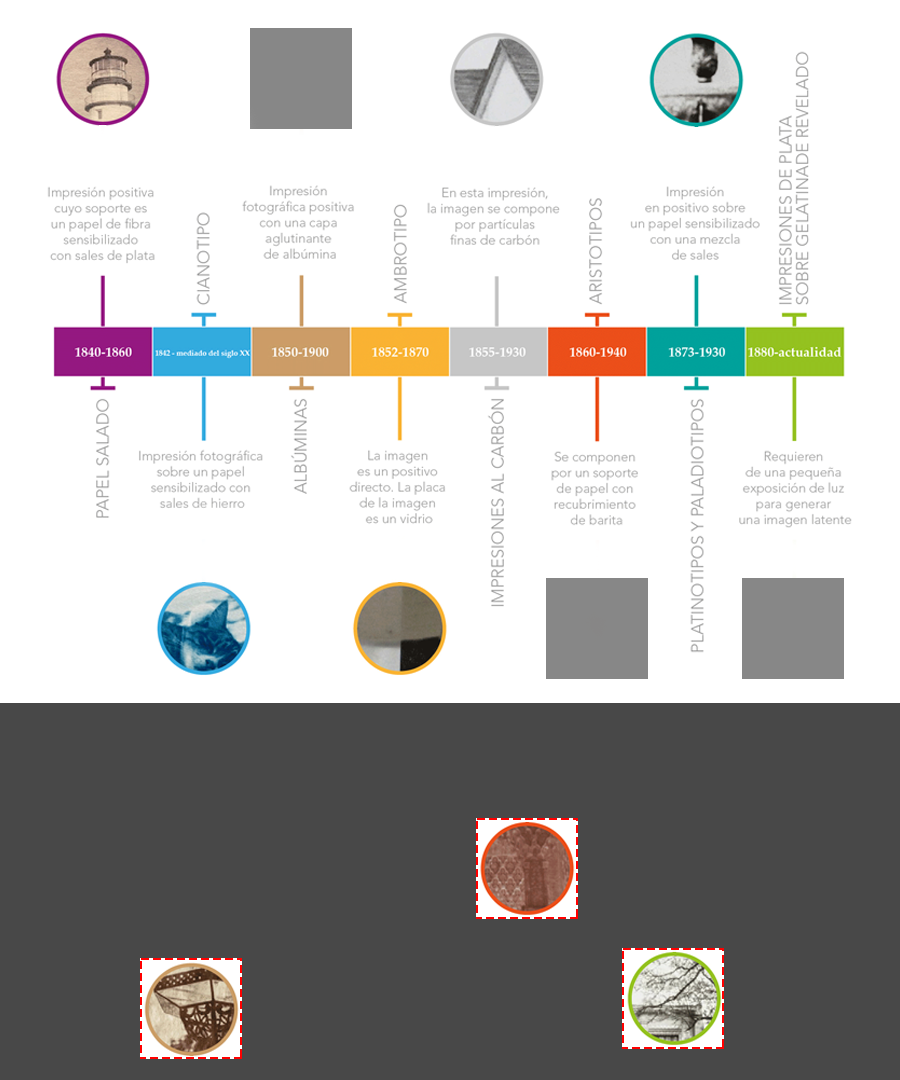 Impresión positiva
cuyo soporte es
un papel de fibra
sensibilizado
con sales de plata
CIANOTIPO
Impresión
fotográfica positiva
con una capa
aglutinante
de albúmina
AMBROTIPO
En esta impresión,
la imagen se compone
por partículas
finas de carbón
ARISTOTIPOS
Impresión
en positivo sobre
un papel sensibilizado
con una mezcla
de sales
IMPRESIONES DE PLATA
SOBRE GELATINADE REVELADO
1840-1860
1842 - mediado del siglo XX
1850-1900
1852-1870
1855-1930
1860-1940
1873-1930
1880-actualidad
PAPEL SALADO
Impresión fotográfica
sobre un papel
sensibilizado con
sales de hierro
ALBÚMINAS
La imagen
es un positivo
directo. La placa
de la imagen
es un vidrio
IMPRESIONES AL CARBÓN
Se componen
por un soporte
de papel con
recubrimiento
de barita
PLATINOTIPOS Y PALADIOTIPOS
Requieren
de una pequeña
exposición de luz
para generar
una imagen latente